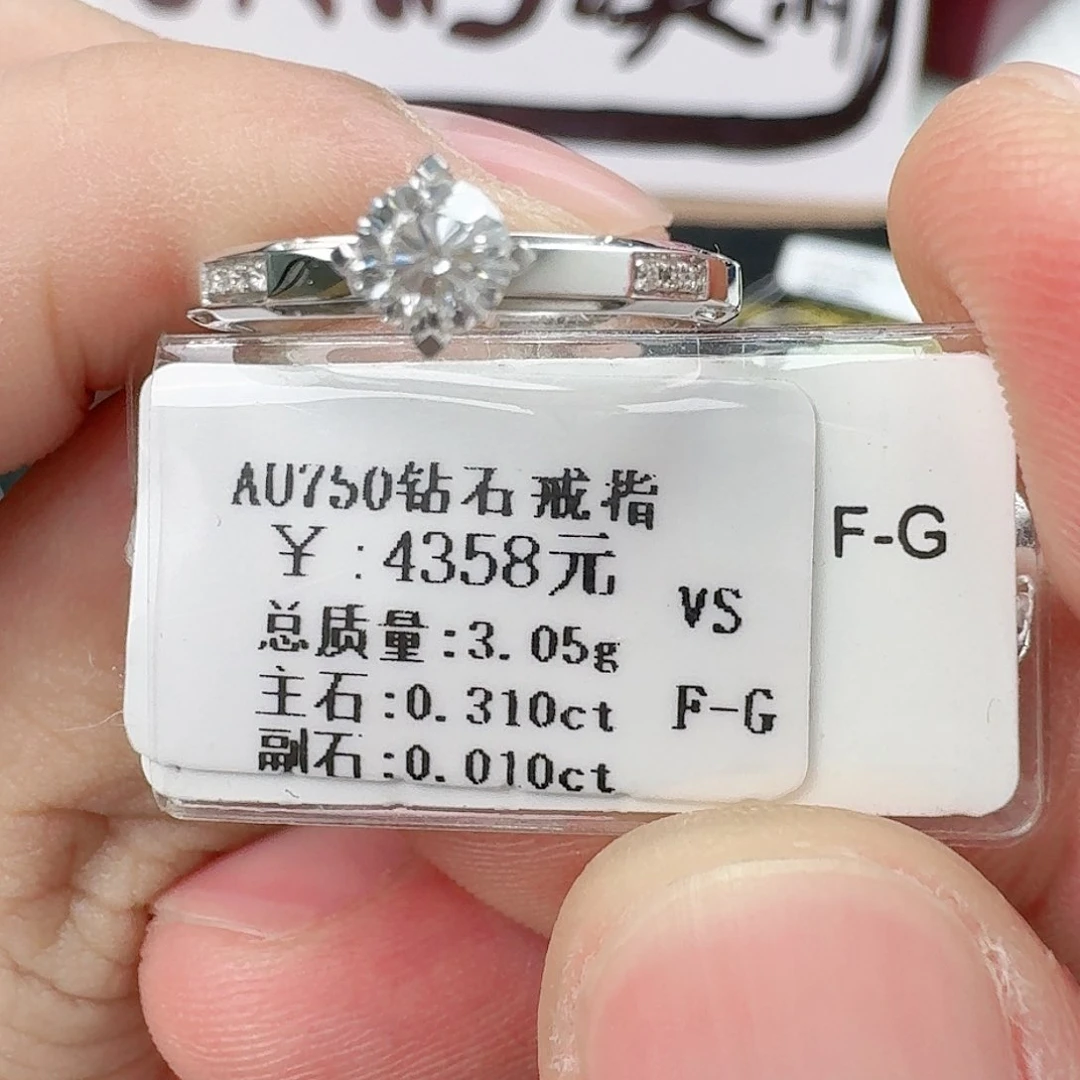 AU750钻石戒指
¥:4358元
总质量:3.05g
主石:0.310ct
副石:0.010ct
VS
F-G
F-G